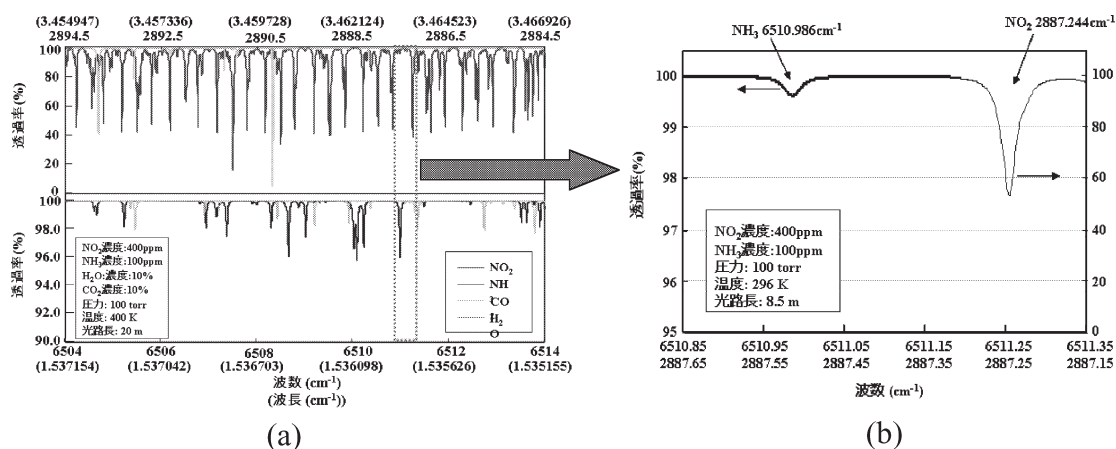 (3.454947) (3.457336) (3.459728) (3.462124) (3.464523) (3.466926)
2894.5 2892.5 2890.5 2888.5 2886.5 2884.5
100
80
60
40
20
0
透過率(%)
100
98.0
96.0
94.0
92.0
90.0
透過率(%)
NO₂濃度:400ppm
NH₃濃度:100ppm
H₂O濃度:10%
CO₂濃度:10%
圧力: 100 torr
温度: 400 K
光路長: 20 m
NO₂
NH
CO
H₂
O
6504 6506 6508 6510 6512 6514
(1.537154) (1.537042) (1.536703) (1.536098) (1.535626) (1.535155)
波数 (cm⁻¹)
(波長 (cm⁻¹))
(a)
NH₃ 6510.986cm⁻¹
NO₂ 2887.244cm⁻¹
100
99
98
97
96
95
透過率(%)
100
80
60
40
20
0
NO₂濃度:400ppm
NH₃濃度:100ppm
圧力: 100 torr
温度: 296 K
光路長: 8.5 m
6510.85 6510.95 6511.05 6511.15 6511.25 6511.35
2887.65 2887.55 2887.45 2887.35 2887.25 2887.15
波数 (cm⁻¹)
(b)